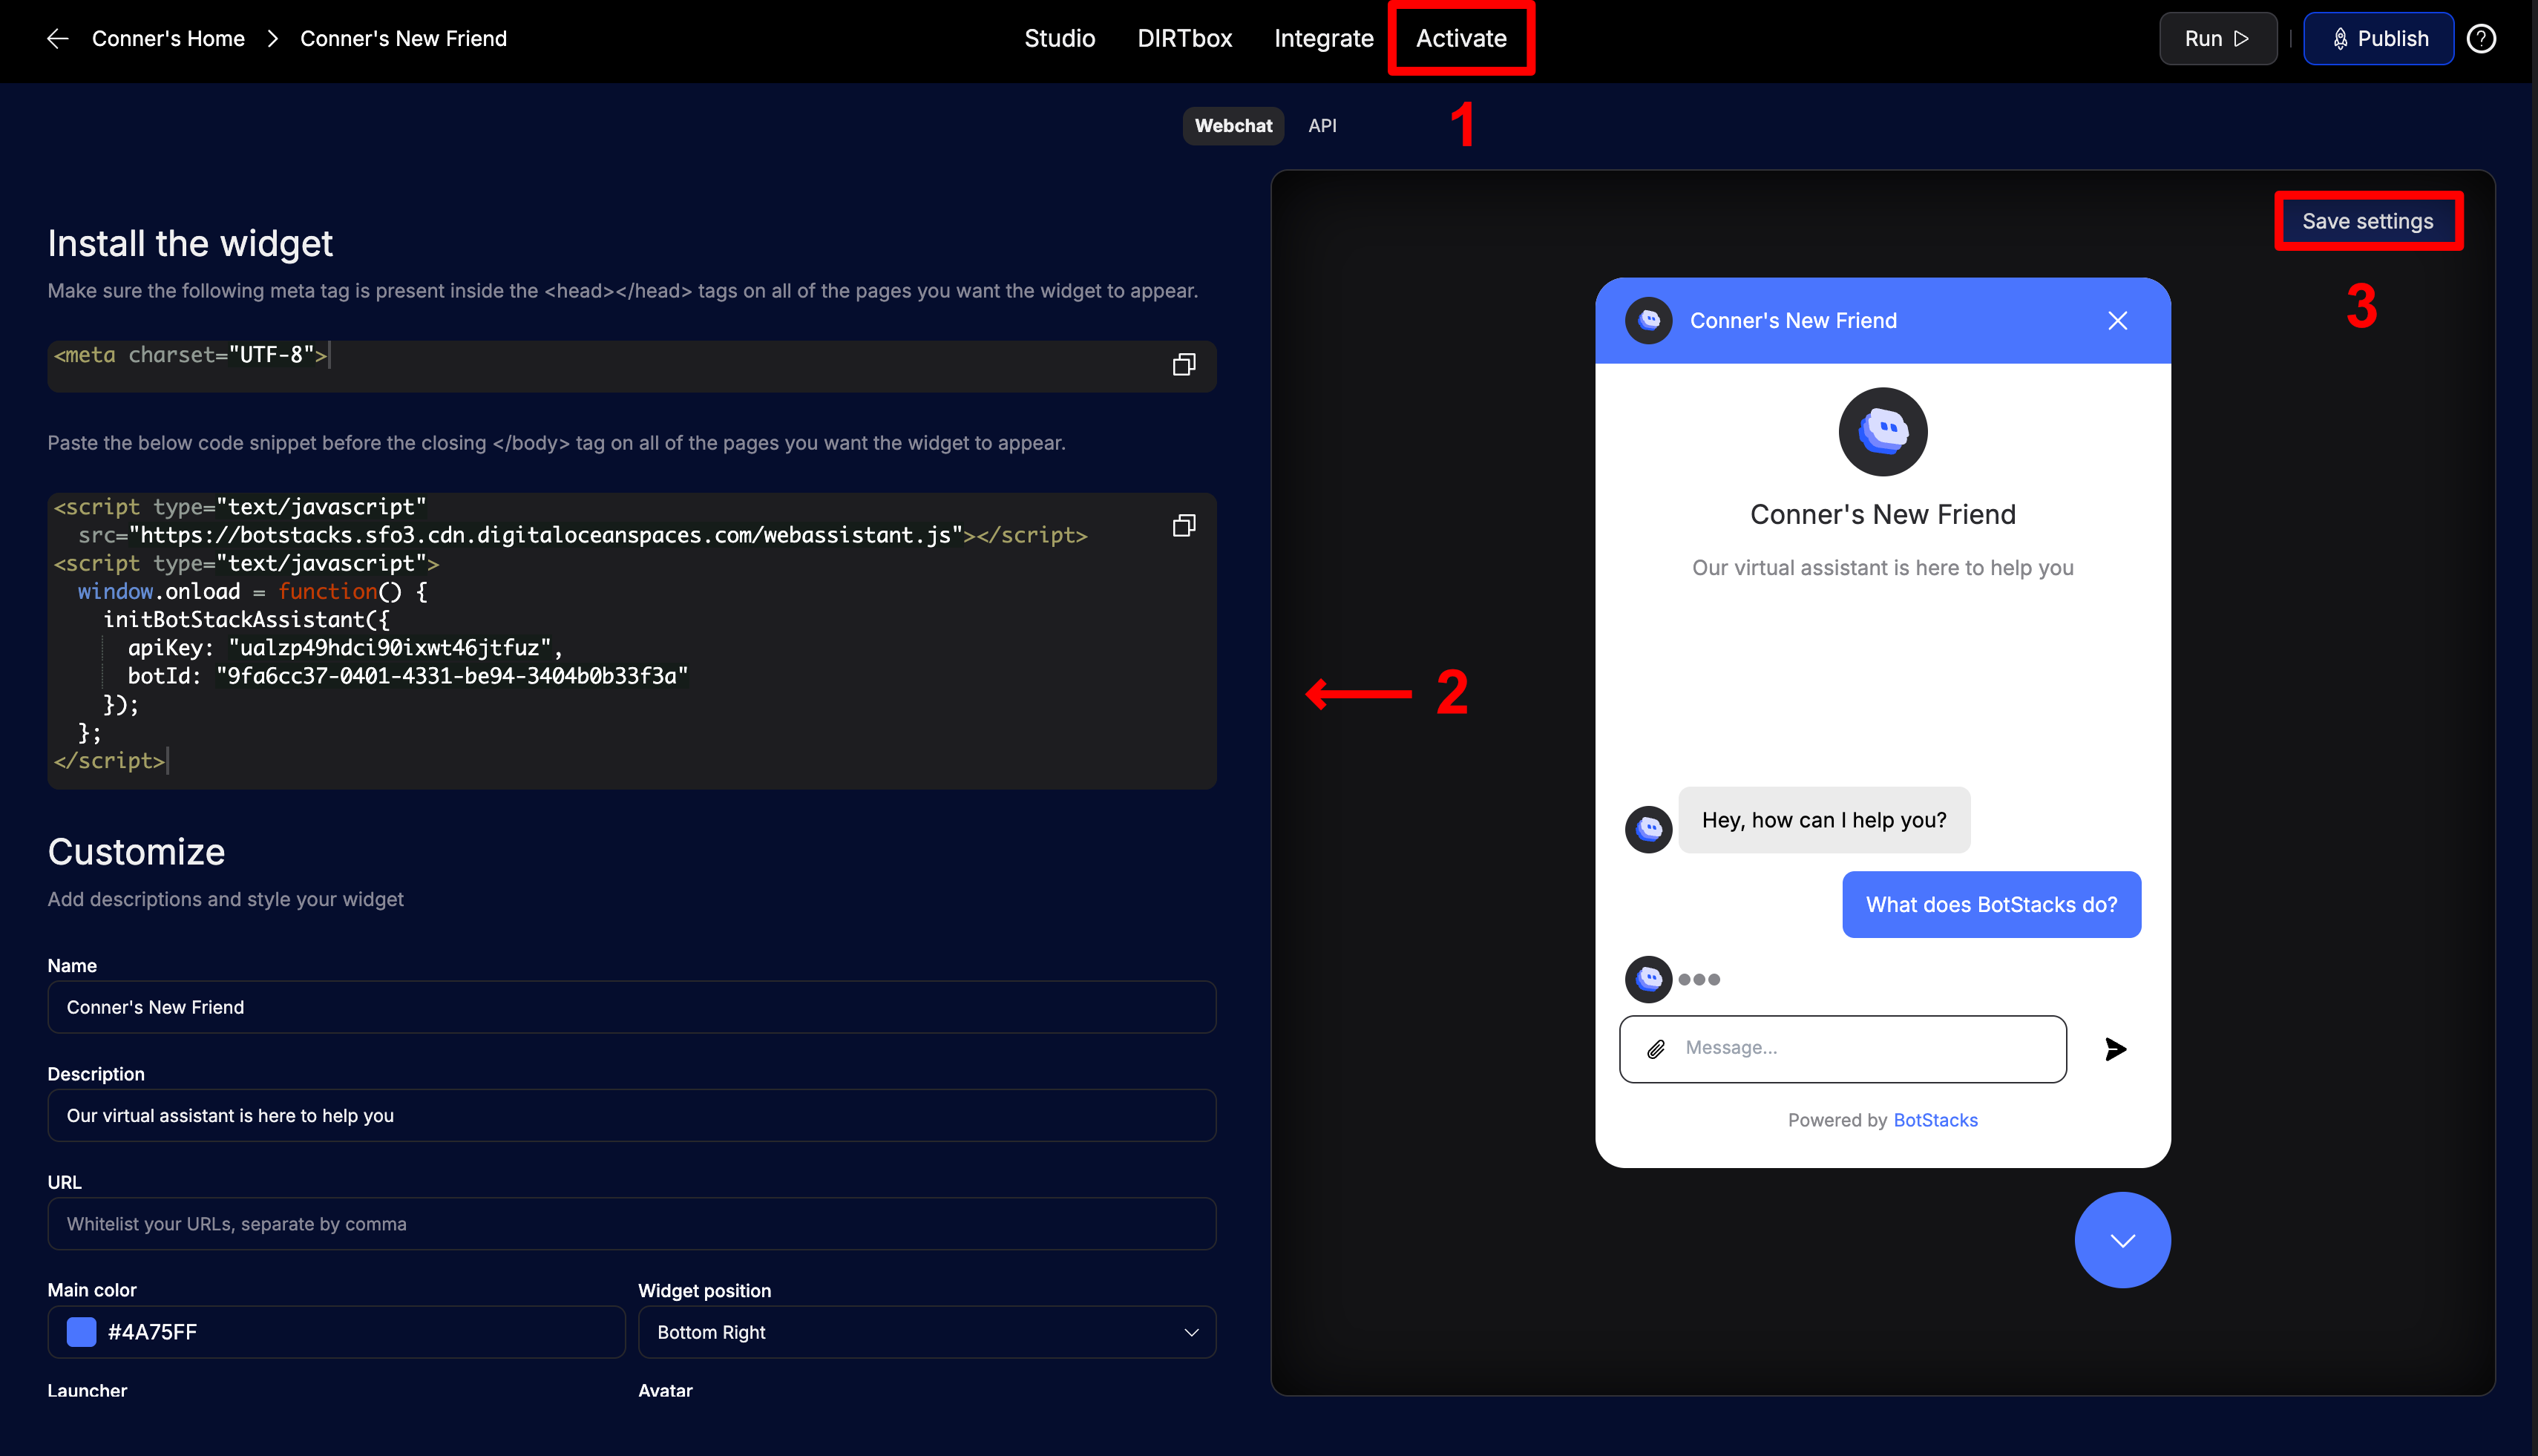 Conner's Home > Conner's New Friend
Studio DIRTbox Integrate Activate
Run Publish ?
1
Webchat API
Install the widget
Make sure the following meta tag is present inside the <head></head> tags on all of the pages you want the widget to appear.
<meta charset="UTF-8">
Paste the below code snippet before the closing </body> tag on all of the pages you want the widget to appear.
<script type="text/javascript"
src="https://botstacks.sfo3.cdn.digitaloceanspaces.com/webassistant.js"></script>
<script type="text/javascript">
window.onload = function() {
initBotStackAssistant({
apiKey: "ualzp49hdci90ixwt46jtfuz",
botId: "9fa6cc37-0401-4331-be94-3404b0b33f3a"
});
};
</script>
2
Customize
Add descriptions and style your widget
Name
Conner's New Friend
Description
Our virtual assistant is here to help you
URL
Whitelist your URLs, separate by comma
Main color
#4A75FF
Widget position
Bottom Right
Launcher
Avatar
Save settings
3
Conner's New Friend
Conner's New Friend
Our virtual assistant is here to help you
Hey, how can I help you?
What does BotStacks do?
Message...
Powered by BotStacks